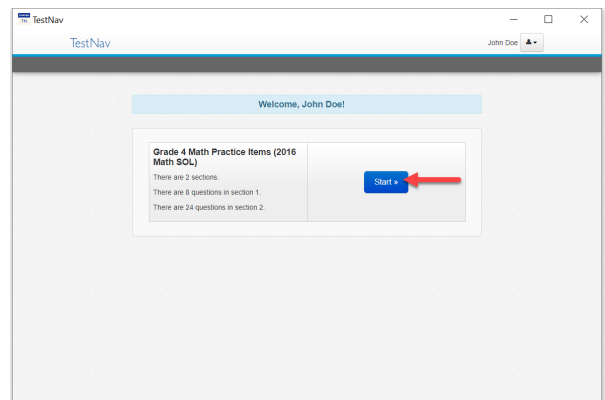 TestNav
TestNav
John Doe
Welcome, John Doe!
Grade 4 Math Practice Items (2016
Math SOL)
There are 2 sections.
There are 8 questions in section 1.
There are 24 questions in section 2.
Start »